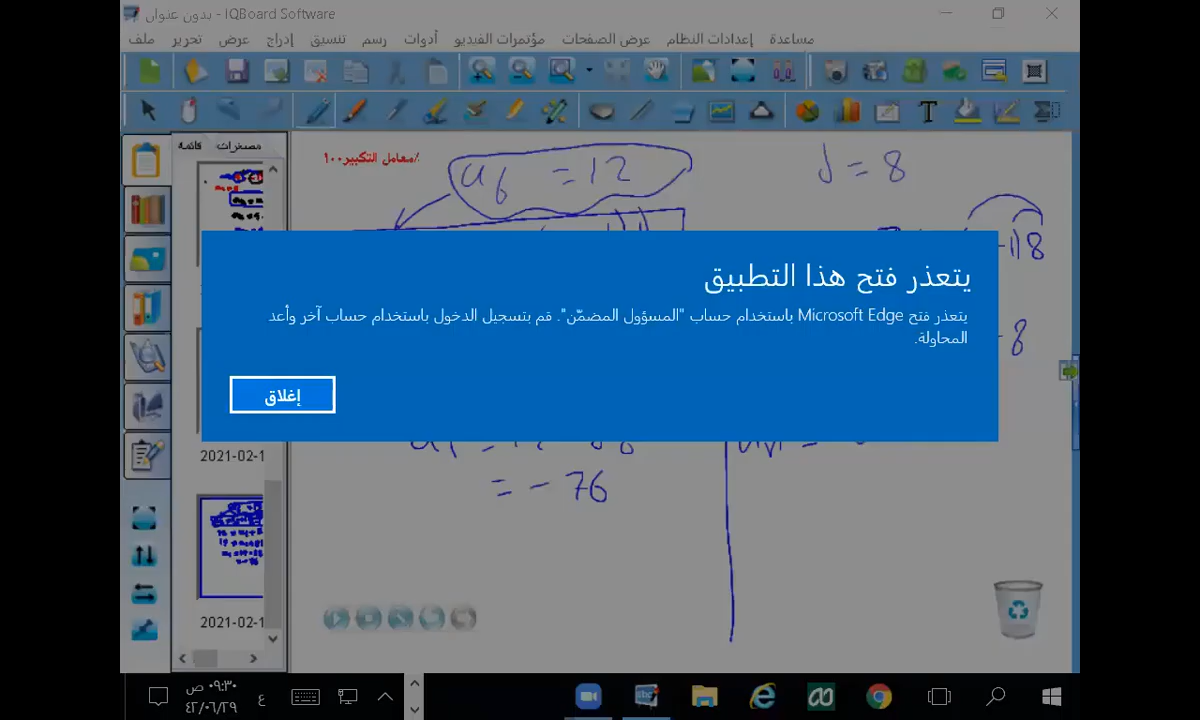 بدون عنوان - IQBoard Software
ملف تحرير عرض إدراج تنسيق رسم أدوات مؤتمرات الفيديو عرض الصفحات إعدادات النظام مساعدة
مصغرات قائمة
معامل التكبير١٠٠٪
a₆ = 12
d = 8
يتعذر فتح هذا التطبيق
يتعذر فتح Microsoft Edge باستخدام حساب "المسؤول المضمّن". قم بتسجيل الدخول باستخدام حساب آخر وأعد
المحاولة.
إغلاق
= - 76
2021-02-1
2021-02-1
٠٩:٣٠ ص
ع
٤٢/٠٦/٢٩